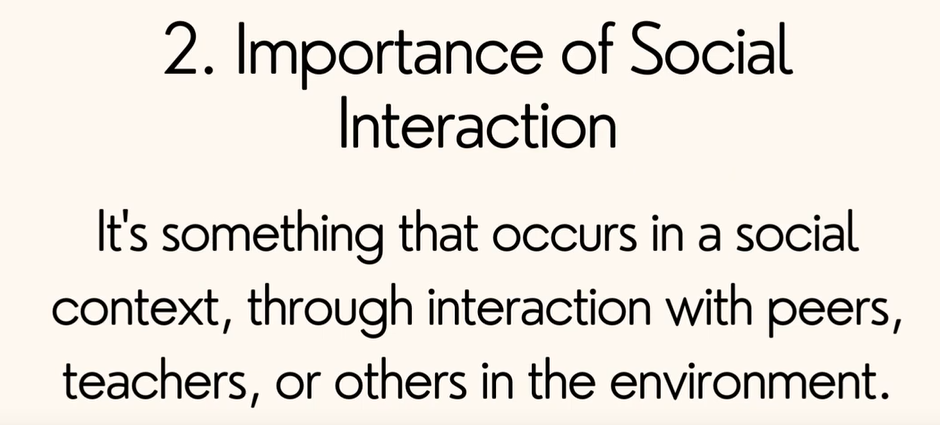 2. Importance of Social
Interaction
It's something that occurs in a social
context, through interaction with peers,
teachers, or others in the environment.